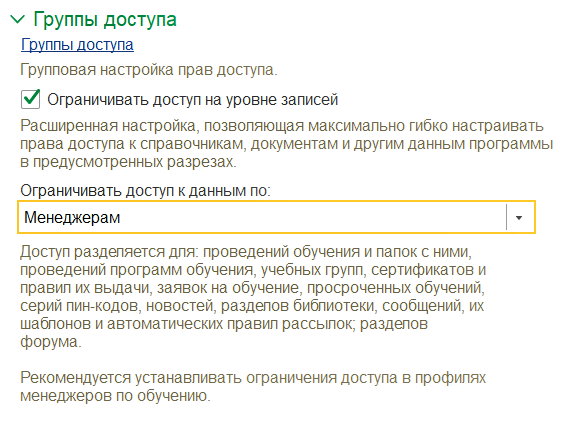 Группы доступа
Группы доступа
Групповая настройка прав доступа.
Ограничивать доступ на уровне записей
Расширенная настройка, позволяющая максимально гибко настраивать
права доступа к справочникам, документам и другим данным программы
в предусмотренных разрезах.
Ограничивать доступ к данным по:
Менеджерам
Доступ разделяется для: проведений обучения и папок с ними,
проведений программ обучения, учебных групп, сертификатов и
правил их выдачи, заявок на обучение, просроченных обучений,
серий пин-кодов, новостей, разделов библиотеки, сообщений, их
шаблонов и автоматических правил рассылок; разделов
форума.
Рекомендуется устанавливать ограничения доступа в профилях
менеджеров по обучению.